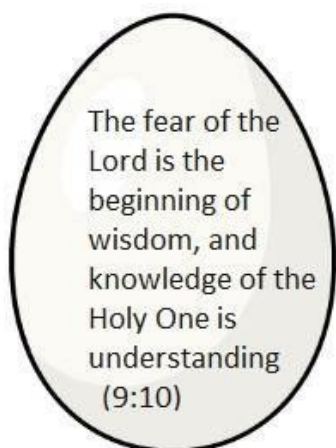 The fear of the
Lord is the
beginning of
wisdom, and
knowledge of the
Holy One is
understanding
(9:10)